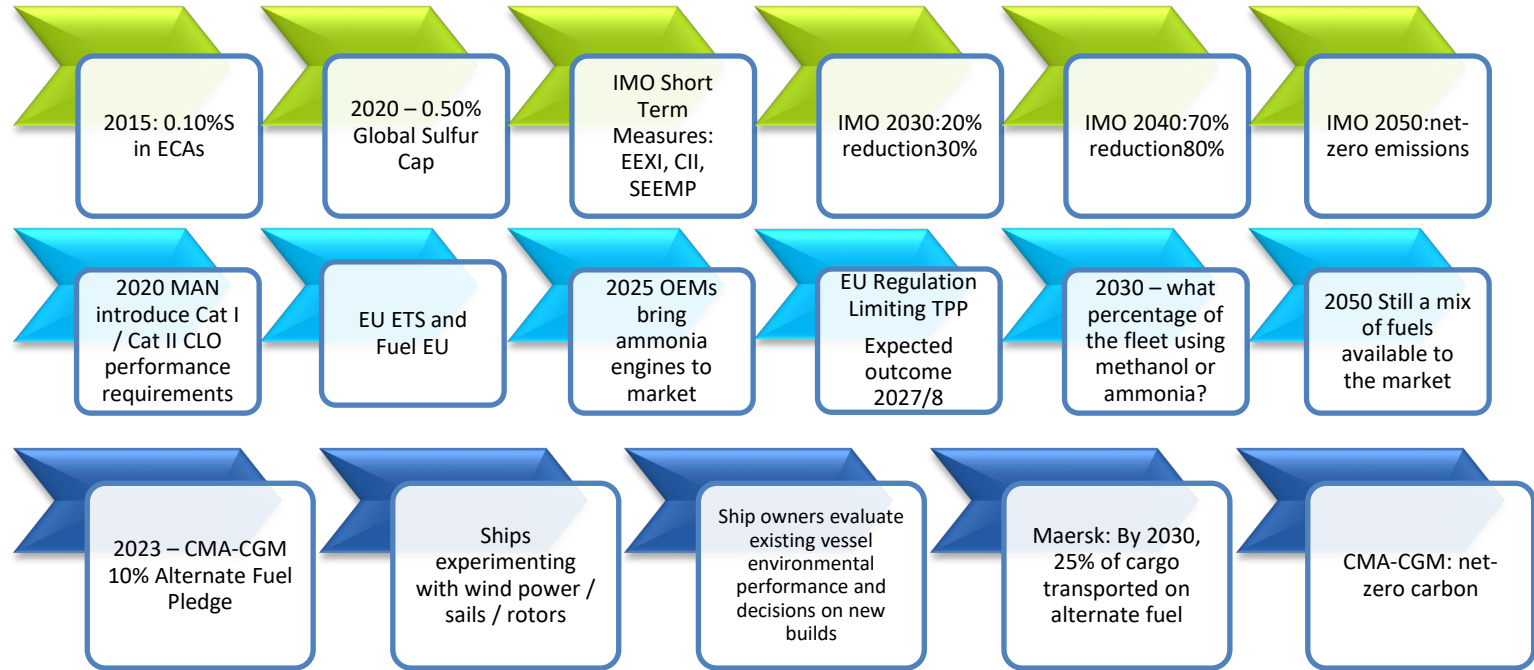 2015: 0.10%S
in ECAs
2020 – 0.50%
Global Sulfur
Cap
IMO Short
Term
Measures:
EEXI, CII,
SEEMP
IMO 2030:20%
reduction30%
IMO 2040:70%
reduction80%
IMO 2050:net-
zero emissions
2020 MAN
introduce Cat I
/ Cat II CLO
performance
requirements
EU ETS and
Fuel EU
2025 OEMs
bring
ammonia
engines to
market
EU Regulation
Limiting TPP
Expected
outcome
2027/8
2030 – what
percentage of
the fleet using
methanol or
ammonia?
2050 Still a mix
of fuels
available to
the market
2023 – CMA-CGM
10% Alternate Fuel
Pledge
Ships
experimenting
with wind power /
sails / rotors
Ship owners evaluate
existing vessel
environmental
performance and
decisions on new
builds
Maersk: By 2030,
25% of cargo
transported on
alternate fuel
CMA-CGM: net-
zero carbon